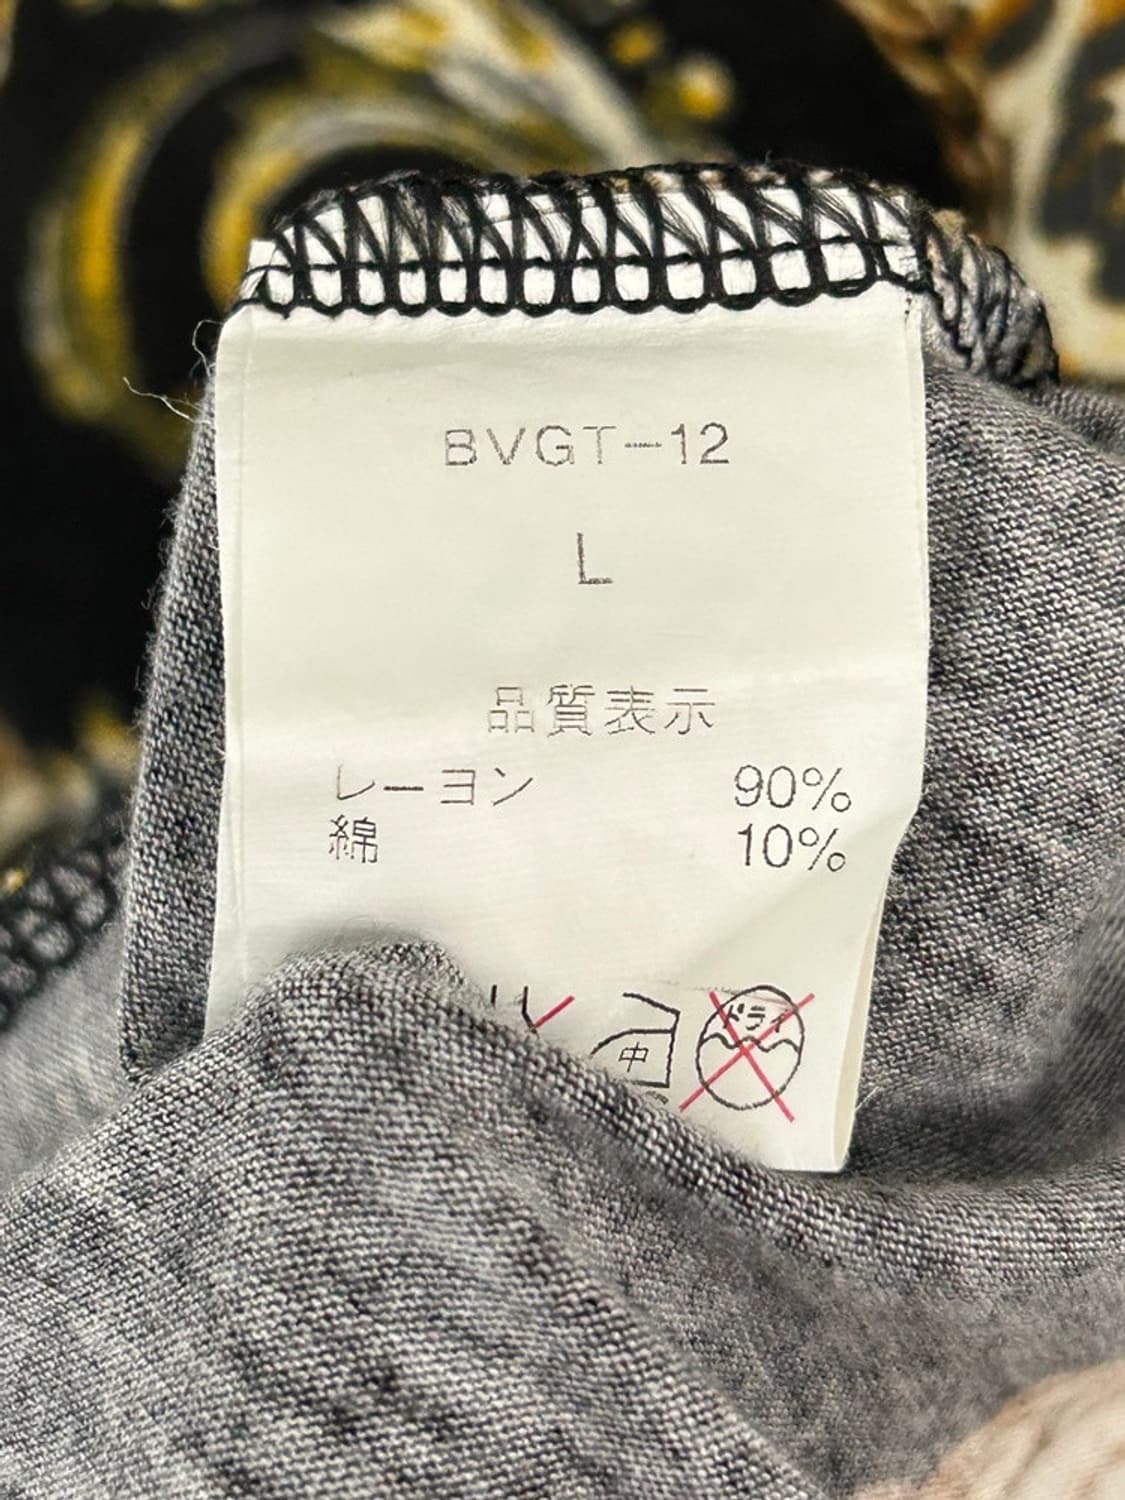 BVGT-12
L
品質表示
レーヨン 90%
綿 10%
中 ドライ